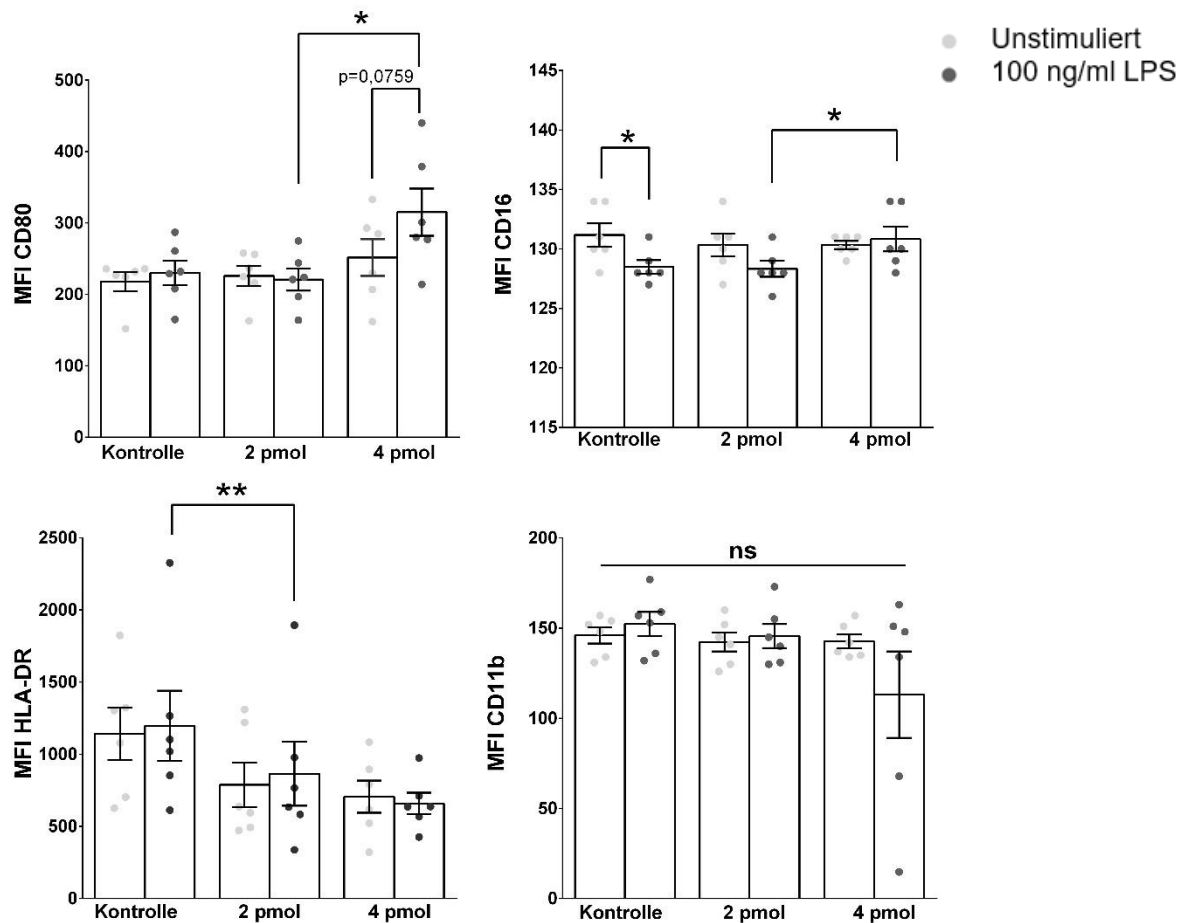 Unstimuliert
100 ng/ml LPS
*
p=0,0759
500
400
300
200
100
0
MFI CD80
Kontrolle 2 pmol 4 pmol
145
140
135
130
125
120
115
MFI CD16
*
*
Kontrolle 2 pmol 4 pmol
**
2500
2000
1500
1000
500
0
MFI HLA-DR
Kontrolle 2 pmol 4 pmol
ns
200
150
100
50
0
MFI CD11b
Kontrolle 2 pmol 4 pmol